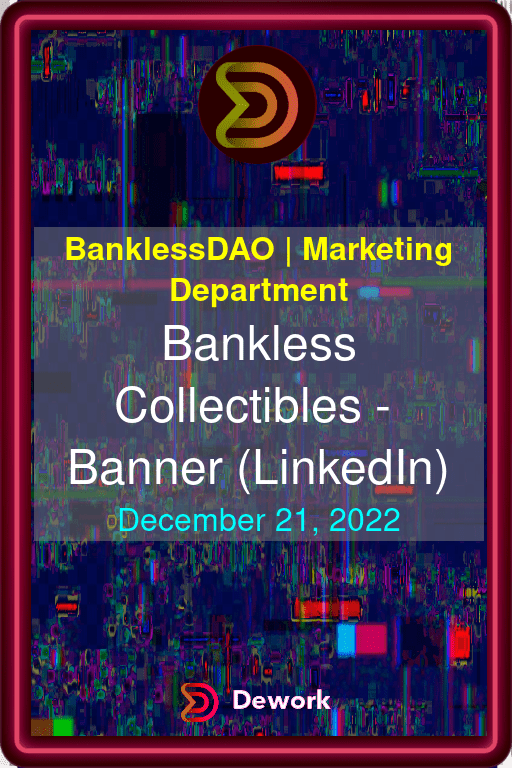 BanklessDAO | Marketing
Department
Bankless
Collectibles -
Banner (LinkedIn)
December 21, 2022
Dework